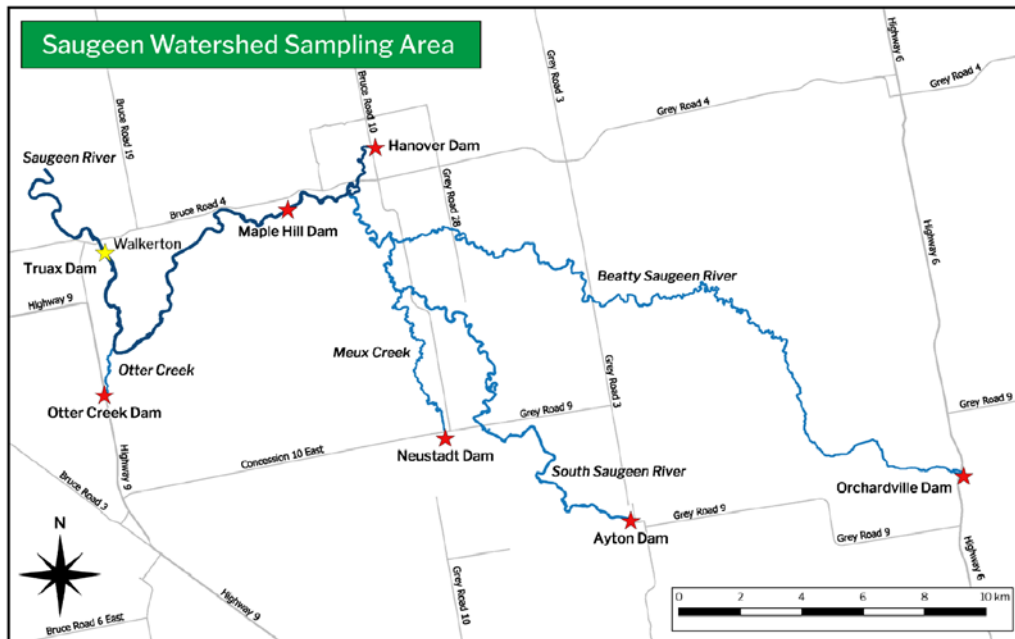 Saugeen Watershed Sampling Area
Highway 6
Grey Road 3
Bruce Road 10
Grey Road 4
Grey Road 4
Bruce Road 19
Hanover Dam
Saugeen River
Grey Road 28
Bruce Road 4
Maple Hill Dam
Walkerton
Truax Dam
Highway 6
Beatty Saugeen River
Highway 9
Meux Creek
Otter Creek
Grey Road 3
Otter Creek Dam
Grey Road 9
Grey Road 9
Neustadt Dam
Concession 10 East
Highway 9
South Saugeen River
Orchardville Dam
Bruce Road 3
Grey Road 9
Ayton Dam
Grey Road 9
N
Highway 6
Grey Road 10
Highway 9
0 2 4 6 8 10 km
Bruce Road 6 East